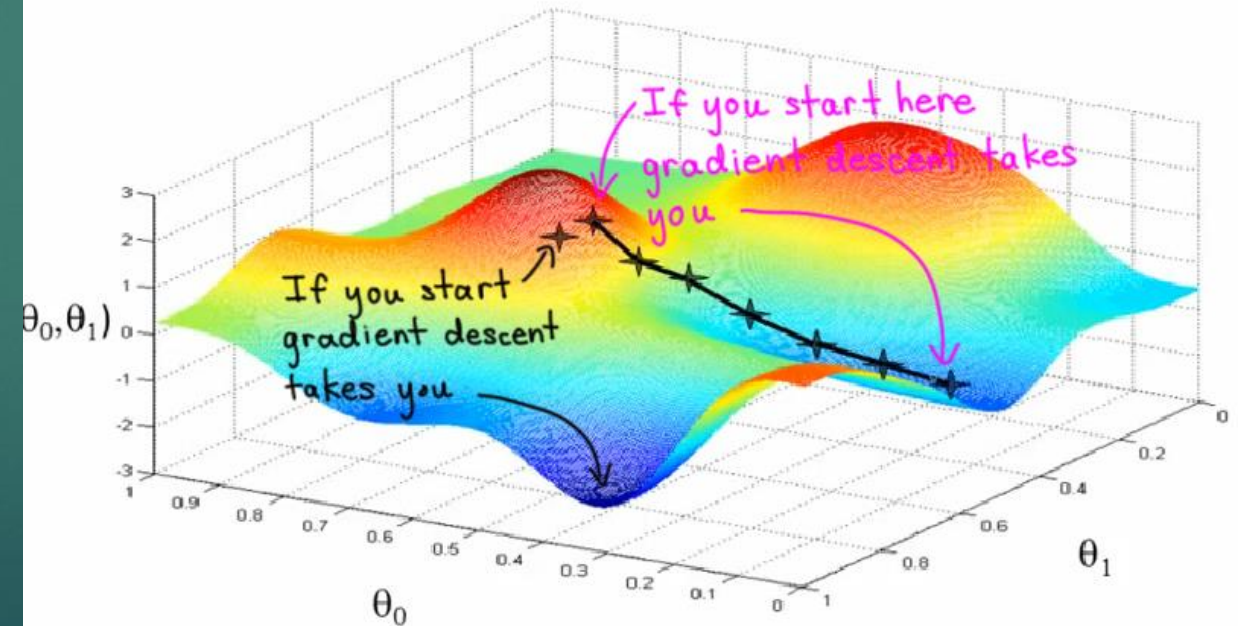 If you start here
gradient descent takes
you
If you start
gradient descent
takes you
θ₀,θ₁)
3
2
1
0
-1
-2
-3
1
0.9
0.8
0.7
0.6
0.5
0.4
0.3
0.2
0.1
0
θ₀
1
0.8
0.6
0.4
0.2
0
θ₁